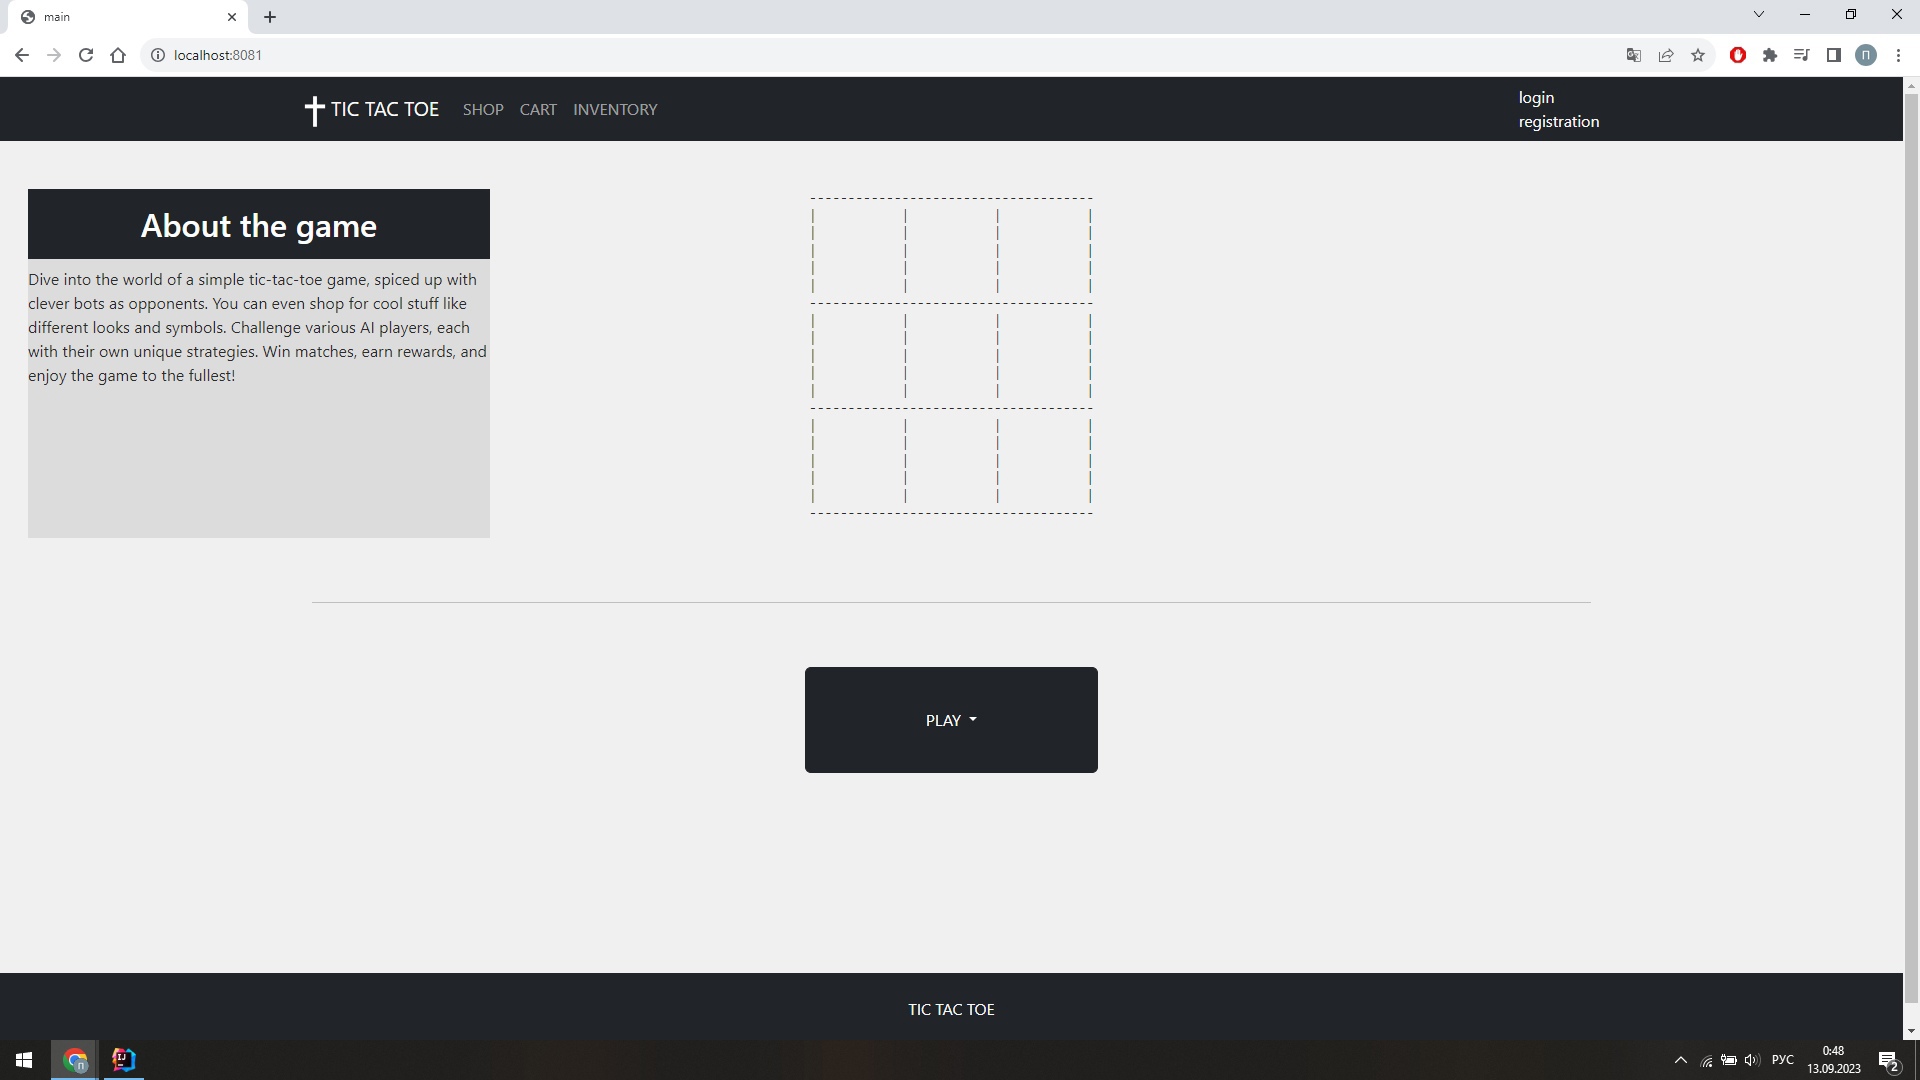 main
localhost:8081
TIC TAC TOE SHOP CART INVENTORY
login
registration
About the game
Dive into the world of a simple tic-tac-toe game, spiced up with
clever bots as opponents. You can even shop for cool stuff like
different looks and symbols. Challenge various AI players, each
with their own unique strategies. Win matches, earn rewards, and
enjoy the game to the fullest!
PLAY
TIC TAC TOE
РУС
0:48
13.09.2023
2
П
П
IJ